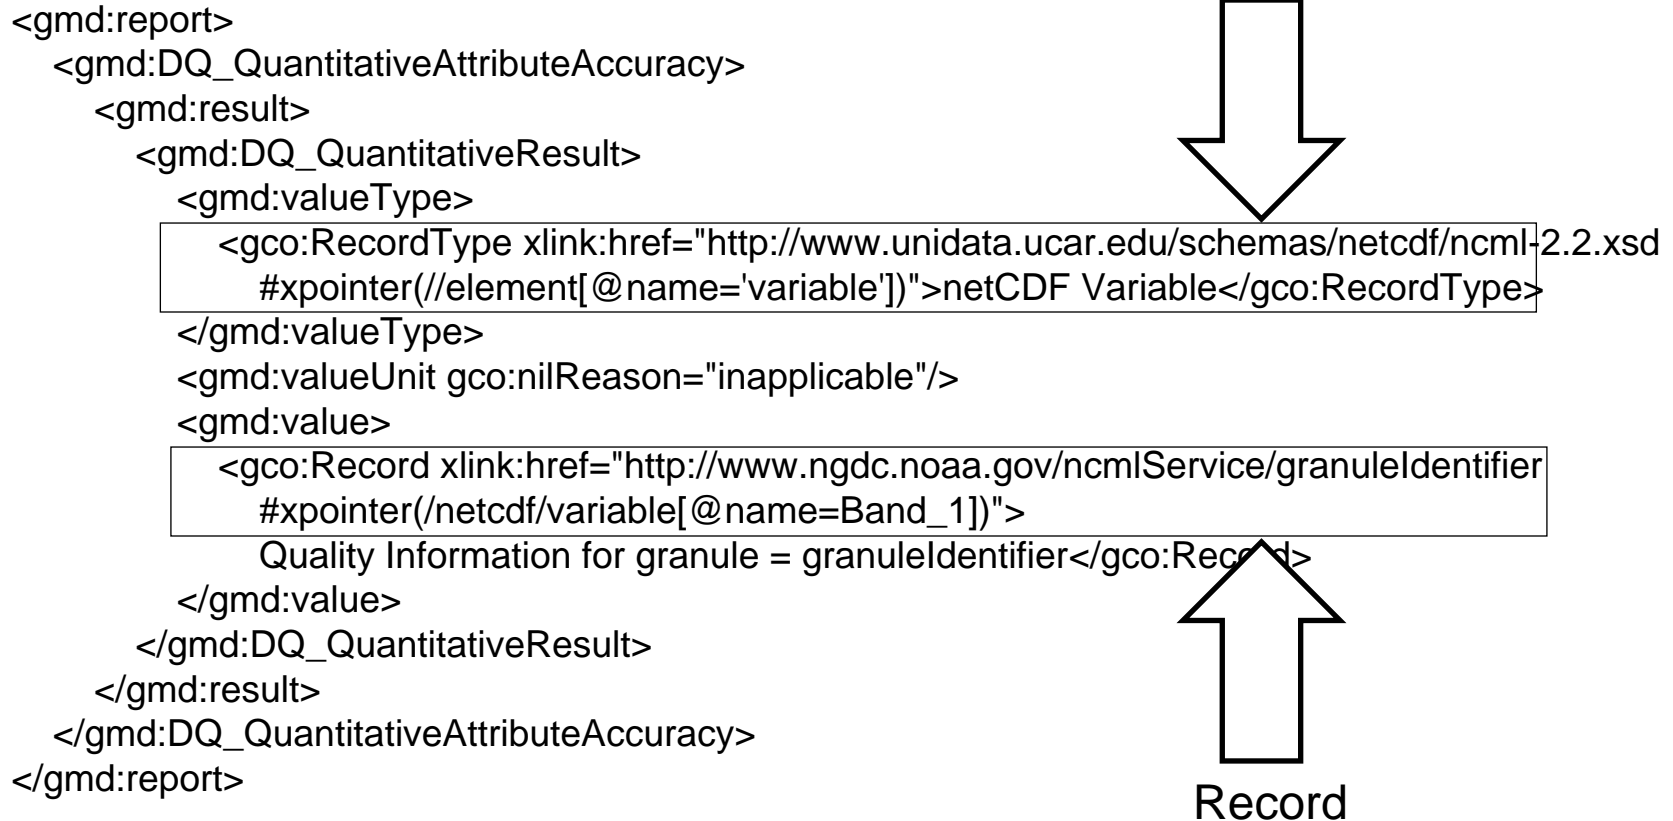 <gmd:report>
<gmd:DQ_QuantitativeAttributeAccuracy>
<gmd:result>
<gmd:DQ_QuantitativeResult>
<gmd:valueType>
<gco:RecordType xlink:href="http://www.unidata.ucar.edu/schemas/netcdf/ncml-2.2.xsd
#xpointer(//element[@name='variable'])">netCDF Variable</gco:RecordType>
</gmd:valueType>
<gmd:valueUnit gco:nilReason="inapplicable"/>
<gmd:value>
<gco:Record xlink:href="http://www.ngdc.noaa.gov/ncmlService/granuleIdentifier
#xpointer(/netcdf/variable[@name=Band_1])">
Quality Information for granule = granuleIdentifier</gco:Record>
</gmd:value>
</gmd:DQ_QuantitativeResult>
</gmd:result>
</gmd:DQ_QuantitativeAttributeAccuracy>
</gmd:report>
Record